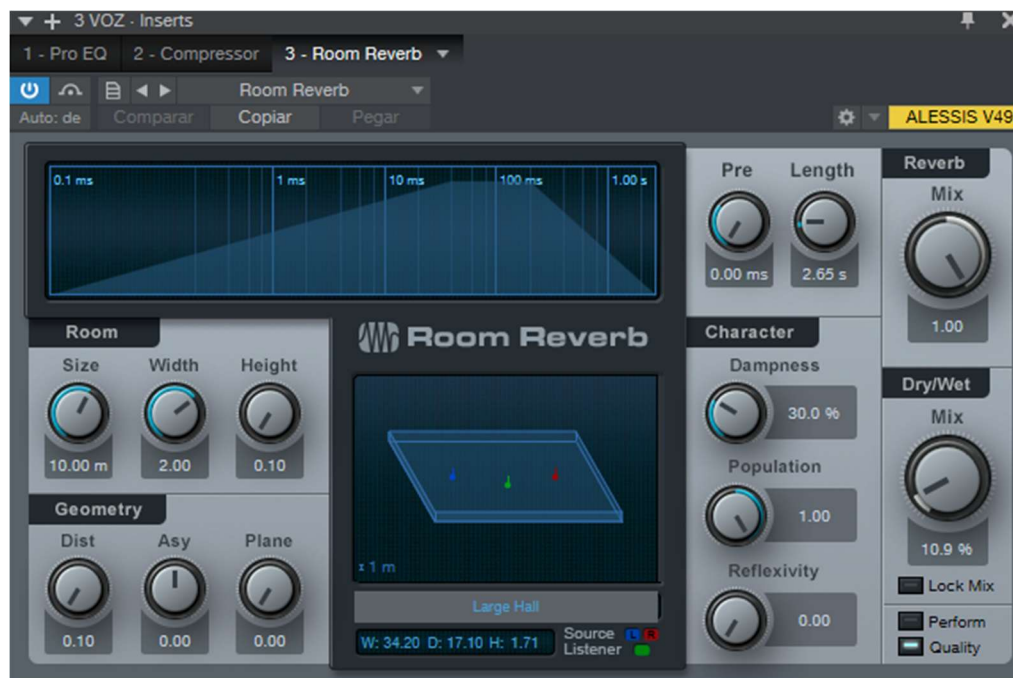 3 VOZ - Inserts
1 - Pro EQ 2 - Compressor 3 - Room Reverb
Room Reverb
Auto: de Comparar Copiar Pegar
ALESSIS V49
0.1 ms 1 ms 10 ms 100 ms 1.00 s
Pre Length
0.00 ms 2.65 s
Reverb
Mix
1.00
Room
Size Width Height
10.00 m 2.00 0.10
Geometry
Dist Asy Plane
0.10 0.00 0.00
Room Reverb
1 m
Large Hall
W: 34.20 D: 17.10 H: 1.71
Source L R
Listener
Character
Dampness
30.0 %
Population
1.00
Reflexivity
0.00
Dry/Wet
Mix
10.9 %
Lock Mix
Perform
Quality